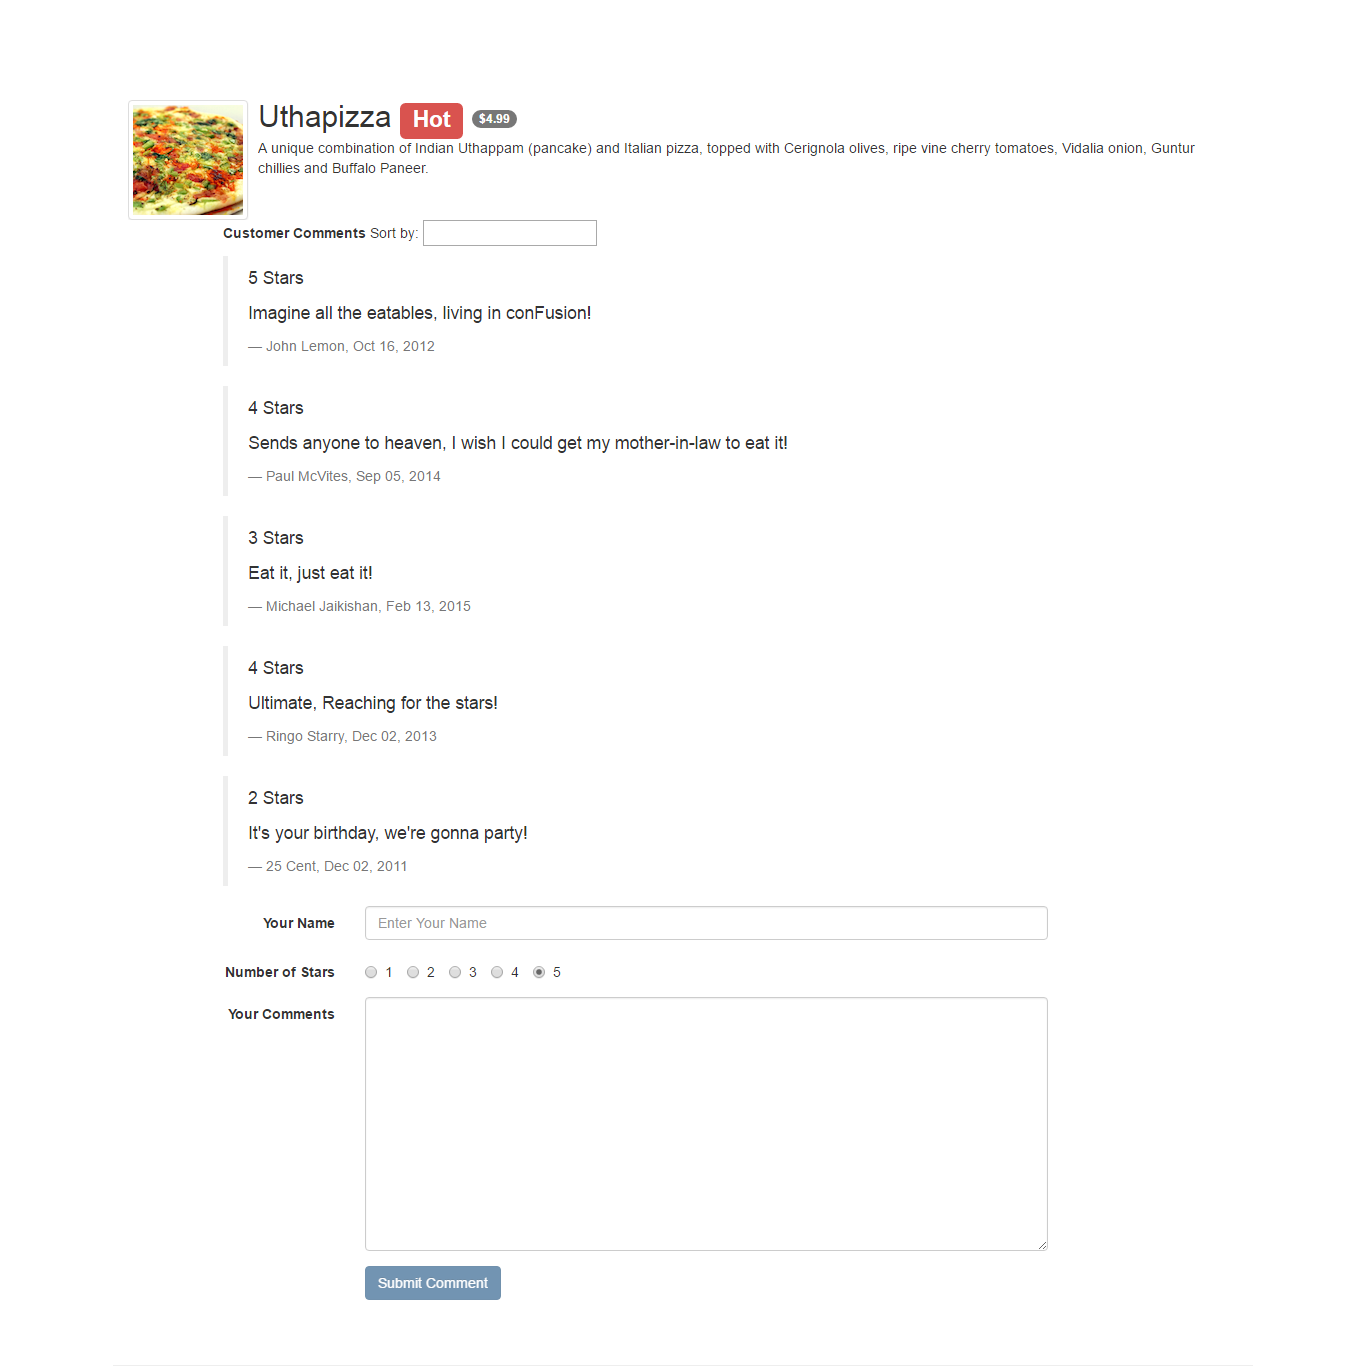 Uthapizza Hot $4.99
A unique combination of Indian Uthappam (pancake) and Italian pizza, topped with Cerignola olives, ripe vine cherry tomatoes, Vidalia onion, Guntur
chillies and Buffalo Paneer.
Customer Comments Sort by:
5 Stars
Imagine all the eatables, living in conFusion!
— John Lemon, Oct 16, 2012
4 Stars
Sends anyone to heaven, I wish I could get my mother-in-law to eat it!
— Paul McVites, Sep 05, 2014
3 Stars
Eat it, just eat it!
— Michael Jaikishan, Feb 13, 2015
4 Stars
Ultimate, Reaching for the stars!
— Ringo Starry, Dec 02, 2013
2 Stars
It's your birthday, we're gonna party!
— 25 Cent, Dec 02, 2011
Your Name Enter Your Name
Number of Stars 1 2 3 4 5
Your Comments
Submit Comment